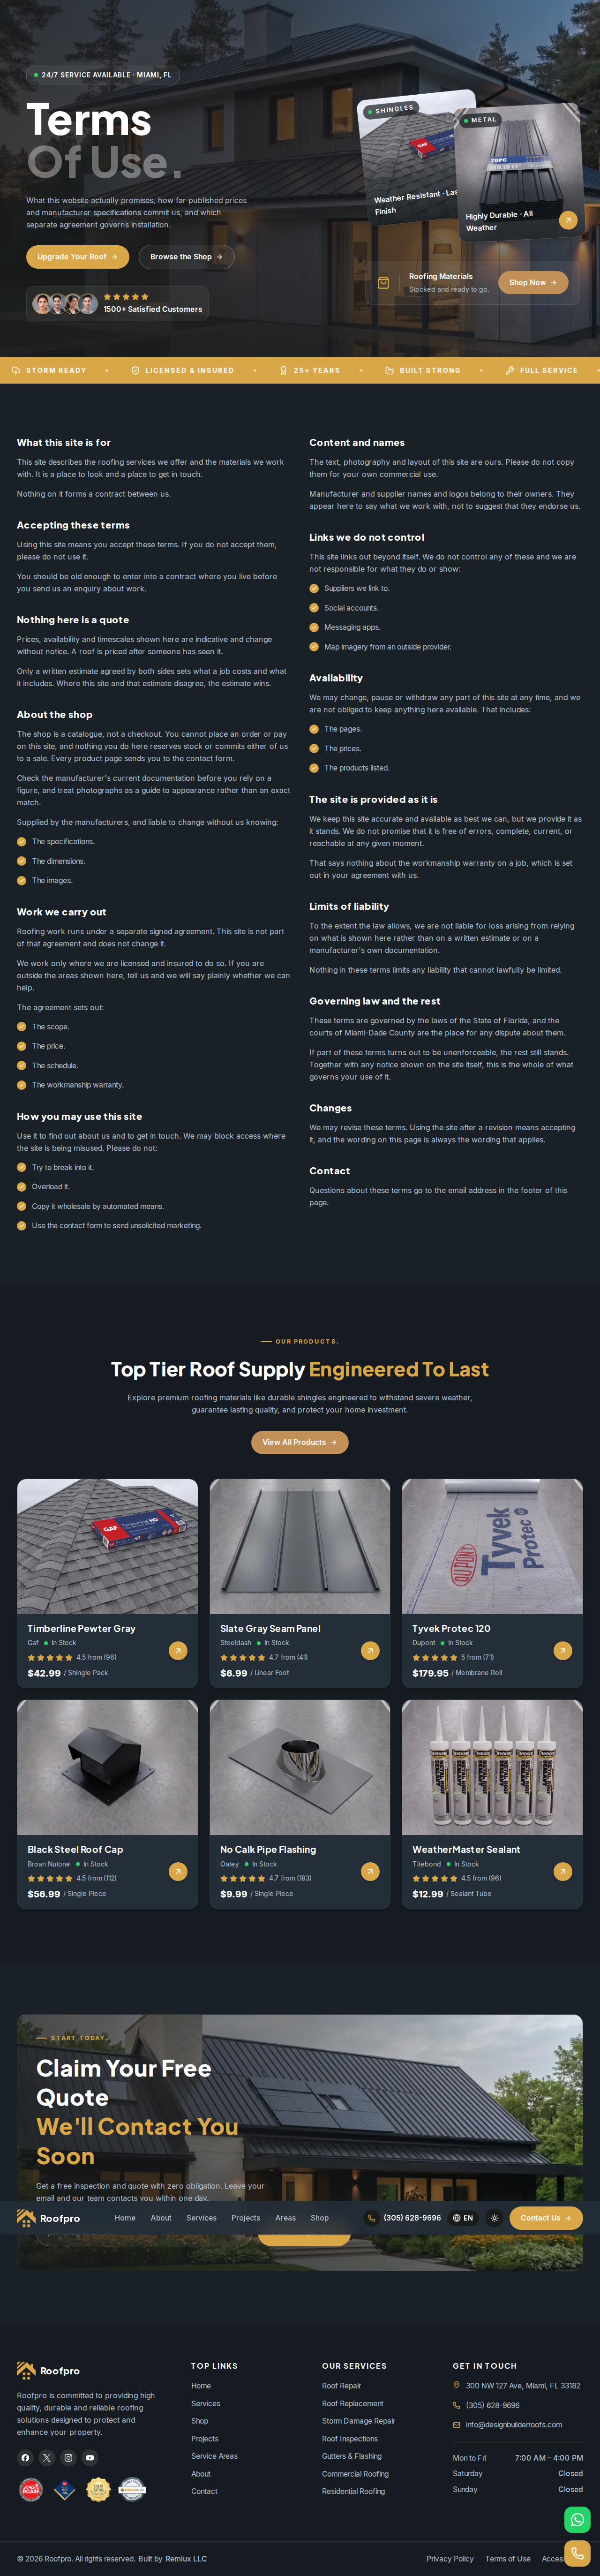 24/7 SERVICE AVAILABLE · MIAMI, FL
Terms
Of Use.
What this website actually promises, how far published prices
and manufacturer specifications commit us, and which
separate agreement governs installation.
Upgrade Your Roof
Browse the Shop
1500+ Satisfied Customers
SHINGLES
Weather Resistant · Las
Finish
METAL
Highly Durable · All
Weather
Roofing Materials
Stocked and ready to go.
Shop Now
STORM READY
LICENSED & INSURED
25+ YEARS
BUILT STRONG
FULL SERVICE
What this site is for
This site describes the roofing services we offer and the materials we work
with. It is a place to look and a place to get in touch.
Nothing on it forms a contract between us.
Accepting these terms
Using this site means you accept these terms. If you do not accept them,
please do not use it.
You should be old enough to enter into a contract where you live before
you send us an enquiry about work.
Nothing here is a quote
Prices, availability and timescales shown here are indicative and change
without notice. A roof is priced after someone has seen it.
Only a written estimate agreed by both sides sets what a job costs and what
it includes. Where this site and that estimate disagree, the estimate wins.
About the shop
The shop is a catalogue, not a checkout. You cannot place an order or pay
on this site, and nothing you do here reserves stock or commits either of us
to a sale. Every product page sends you to the contact form.
Check the manufacturer's current documentation before you rely on a
figure, and treat photographs as a guide to appearance rather than an exact
match.
Supplied by the manufacturers, and liable to change without us knowing:
The specifications.
The dimensions.
The images.
Work we carry out
Roofing work runs under a separate signed agreement. This site is not part
of that agreement and does not change it.
We work only where we are licensed and insured to do so. If you are
outside the areas shown here, tell us and we will say plainly whether we can
help.
The agreement sets out:
The scope.
The price.
The schedule.
The workmanship warranty.
How you may use this site
Use it to find out about us and to get in touch. We may block access where
the site is being misused. Please do not:
Try to break into it.
Overload it.
Copy it wholesale by automated means.
Use the contact form to send unsolicited marketing.
Content and names
The text, photography and layout of this site are ours. Please do not copy
them for your own commercial use.
Manufacturer and supplier names and logos belong to their owners. They
appear here to say what we work with, not to suggest that they endorse us.
Links we do not control
This site links out beyond itself. We do not control any of these and we are
not responsible for what they do or show:
Suppliers we link to.
Social accounts.
Messaging apps.
Map imagery from an outside provider.
Availability
We may change, pause or withdraw any part of this site at any time, and we
are not obliged to keep anything here available. That includes:
The pages.
The prices.
The products listed.
The site is provided as it is
We keep this site accurate and available as best we can, but we provide it as
it stands. We do not promise that it is free of errors, complete, current, or
reachable at any given moment.
That says nothing about the workmanship warranty on a job, which is set
out in your agreement with us.
Limits of liability
To the extent the law allows, we are not liable for loss arising from relying
on what is shown here rather than on a written estimate or on a
manufacturer's own documentation.
Nothing in these terms limits any liability that cannot lawfully be limited.
Governing law and the rest
These terms are governed by the laws of the State of Florida, and the
courts of Miami-Dade County are the place for any dispute about them.
If part of these terms turns out to be unenforceable, the rest still stands.
Together with any notice shown on the site itself, this is the whole of what
governs your use of it.
Changes
We may revise these terms. Using the site after a revision means accepting
it, and the wording on this page is always the wording that applies.
Contact
Questions about these terms go to the email address in the footer of this
page.
OUR PRODUCTS.
Top Tier Roof Supply Engineered To Last
Explore premium roofing materials like durable shingles engineered to withstand severe weather,
guarantee lasting quality, and protect your home investment.
View All Products
GAF
Timberline Pewter Gray
Gaf In Stock
4.5 from (96)
$42.99 / Shingle Pack
Slate Gray Seam Panel
Steeldash In Stock
4.7 from (41)
$6.99 / Linear Foot
DUPONT
Tyvek
Protec
Tyvek Protec 120
Dupont In Stock
5 from (71)
$179.95 / Membrane Roll
Black Steel Roof Cap
Broan Nutone In Stock
4.5 from (112)
$56.99 / Single Piece
No Calk Pipe Flashing
Oatey In Stock
4.7 from (183)
$9.99 / Single Piece
WeatherMaster Sealant
Titebond In Stock
4.5 from (96)
$12.99 / Sealant Tube
START TODAY.
Claim Your Free
Quote
We'll Contact You
Soon
Get a free inspection and quote with zero obligation. Leave your
email and our team contacts you within one day.
Roofpro
Home
About
Services
Projects
Areas
Shop
(305) 628-9696
EN
Contact Us
Roofpro
Roofpro is committed to providing high
quality, durable and reliable roofing
solutions designed to protect and
enhance your property.
TOP LINKS
Home
Services
Shop
Projects
Service Areas
About
Contact
OUR SERVICES
Roof Repair
Roof Replacement
Storm Damage Repair
Roof Inspections
Gutters & Flashing
Commercial Roofing
Residential Roofing
GET IN TOUCH
300 NW 127 Ave, Miami, FL 33182
(305) 628-9696
info@designbuilderroofs.com
Mon to Fri 7:00 AM – 4:00 PM
Saturday Closed
Sunday Closed
© 2026 Roofpro. All rights reserved. Built by Remiux LLC
Privacy Policy
Terms of Use